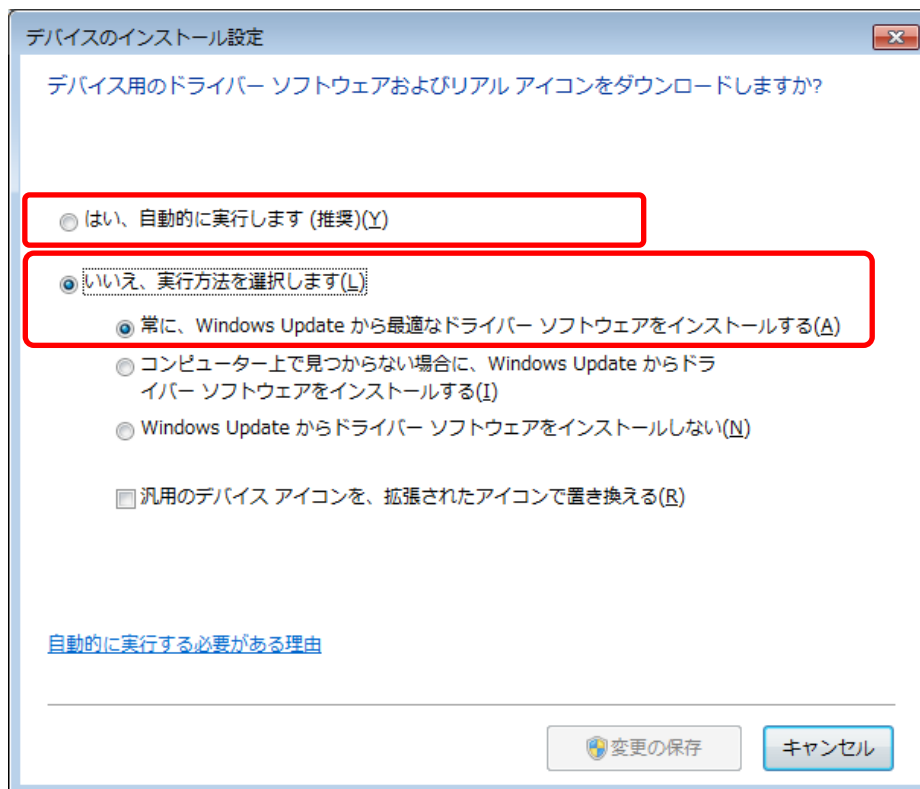 デバイスのインストール設定
デバイス用のドライバー ソフトウェアおよびリアル アイコンをダウンロードしますか?
はい、自動的に実行します (推奨)(Y)
いいえ、実行方法を選択します(L)
常に、Windows Update から最適なドライバー ソフトウェアをインストールする(A)
コンピューター上で見つからない場合に、Windows Update からドラ
イバー ソフトウェアをインストールする(I)
Windows Update からドライバー ソフトウェアをインストールしない(N)
汎用のデバイス アイコンを、拡張されたアイコンで置き換える(R)
自動的に実行する必要がある理由
変更の保存
キャンセル